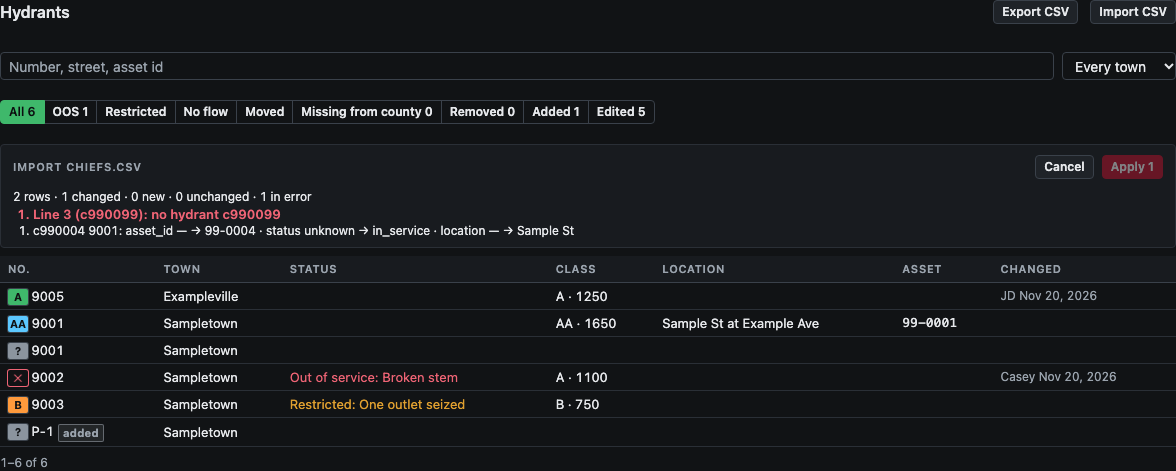 Hydrants
Export CSV
Import CSV
Number, street, asset id
Every town
All 6
OOS 1
Restricted
No flow
Moved
Missing from county 0
Removed 0
Added 1
Edited 5
IMPORT CHIEFS.CSV
Cancel
Apply 1
2 rows · 1 changed · 0 new · 0 unchanged · 1 in error
1. Line 3 (c990099): no hydrant c990099
1. c990004 9001: asset_id — → 99-0004 · status unknown → in_service · location — → Sample St
NO. TOWN STATUS CLASS LOCATION ASSET CHANGED
A 9005 Exampleville A · 1250 JD Nov 20, 2026
AA 9001 Sampletown AA · 1650 Sample St at Example Ave 99-0001
? 9001 Sampletown
× 9002 Sampletown Out of service: Broken stem A · 1100 Casey Nov 20, 2026
B 9003 Sampletown Restricted: One outlet seized B · 750
? P-1 added Sampletown
1–6 of 6